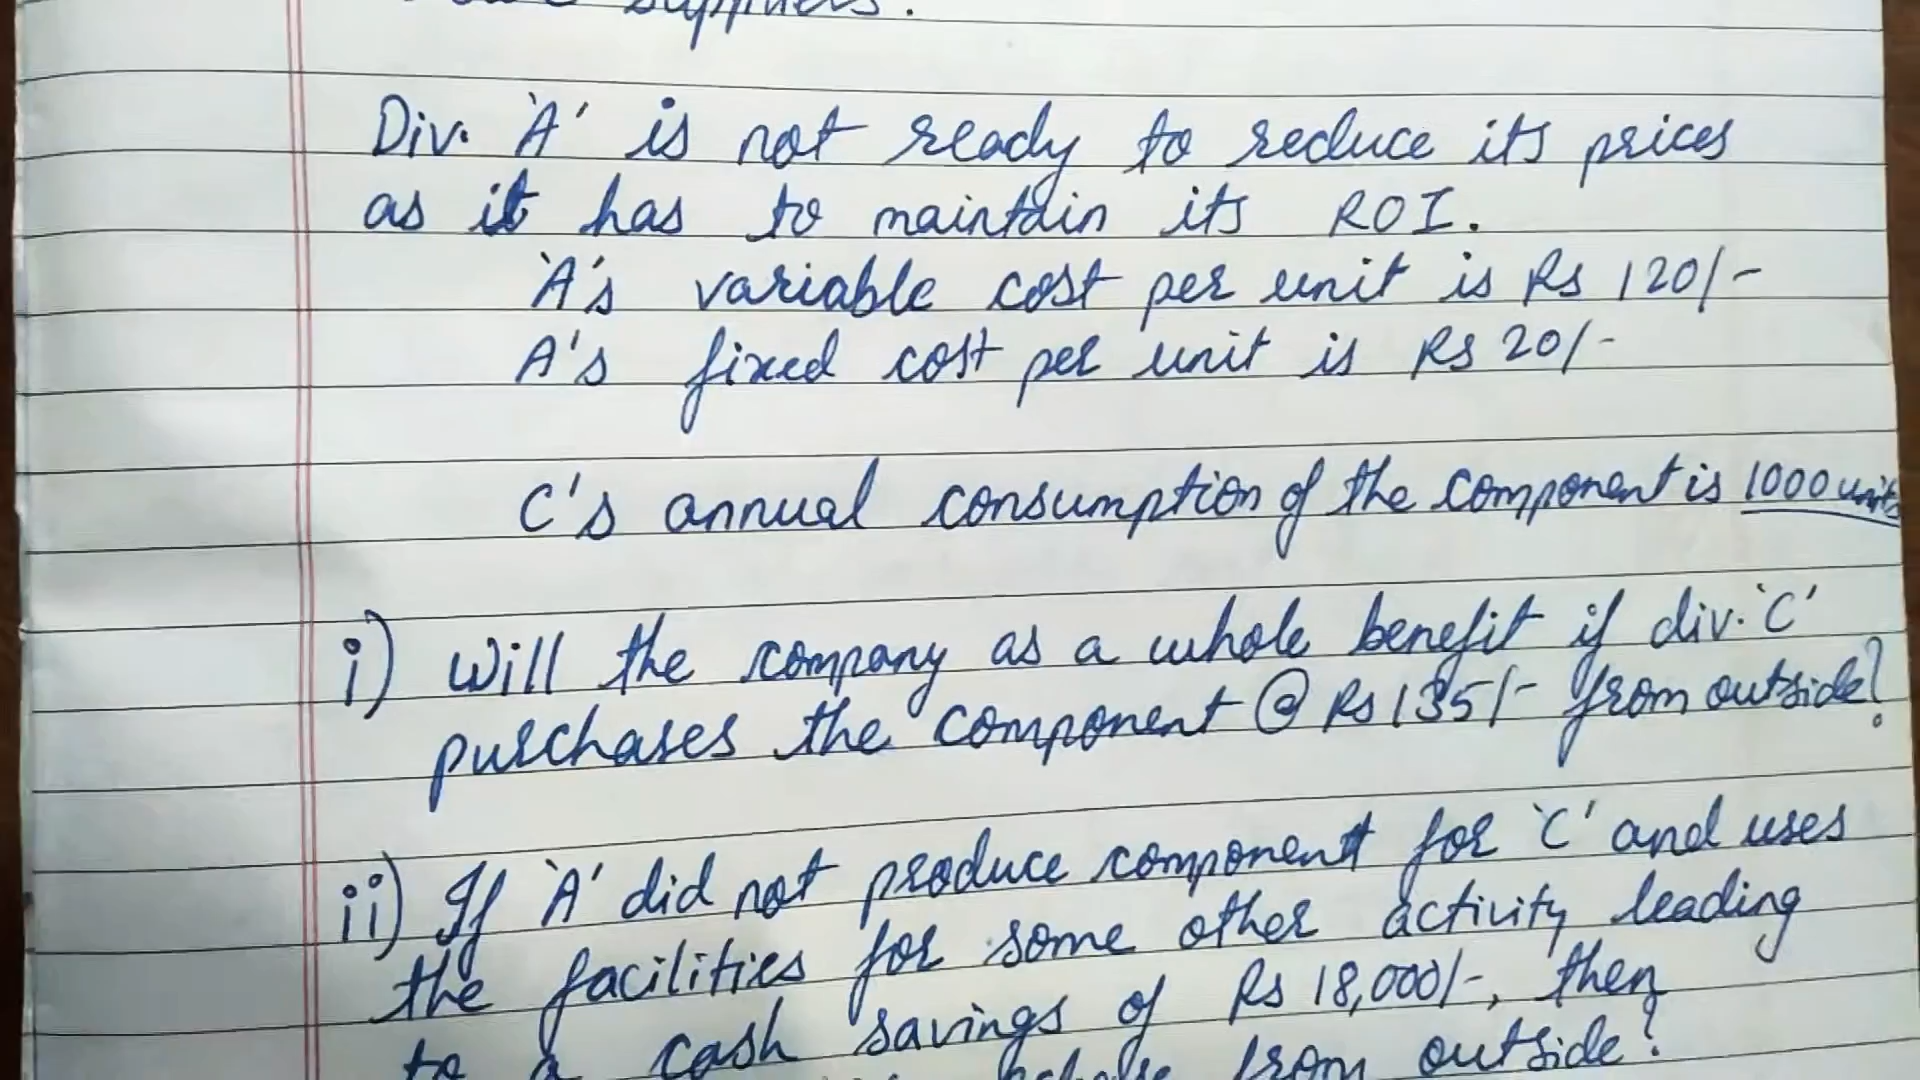 suppliers.
Div. 'A' is not ready to reduce its prices
as it has to maintain its ROI.
'A's variable cost per unit is Rs 120/-
A's fixed cost per unit is Rs 20/-
C's annual consumption of the component is 1000 units
i) Will the company as a whole benefit if div. 'C'
purchases the component @ Rs 135/- from outside?
ii) If 'A' did not produce component for 'C' and uses
the facilities for some other activity leading
to a cash savings of Rs 18,000/-, then
from outside?